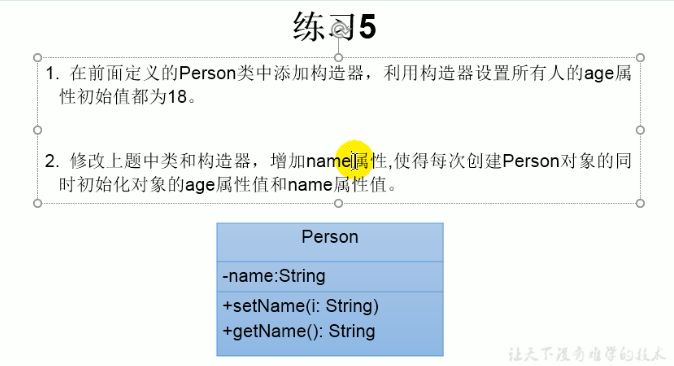 练习5
1. 在前面定义的Person类中添加构造器，利用构造器设置所有人的age属
性初始值都为18。
2. 修改上题中类和构造器，增加name属性,使得每次创建Person对象的同
时初始化对象的age属性值和name属性值。
Person
-name:String
+setName(i: String)
+getName(): String
让天下没有难学的技术